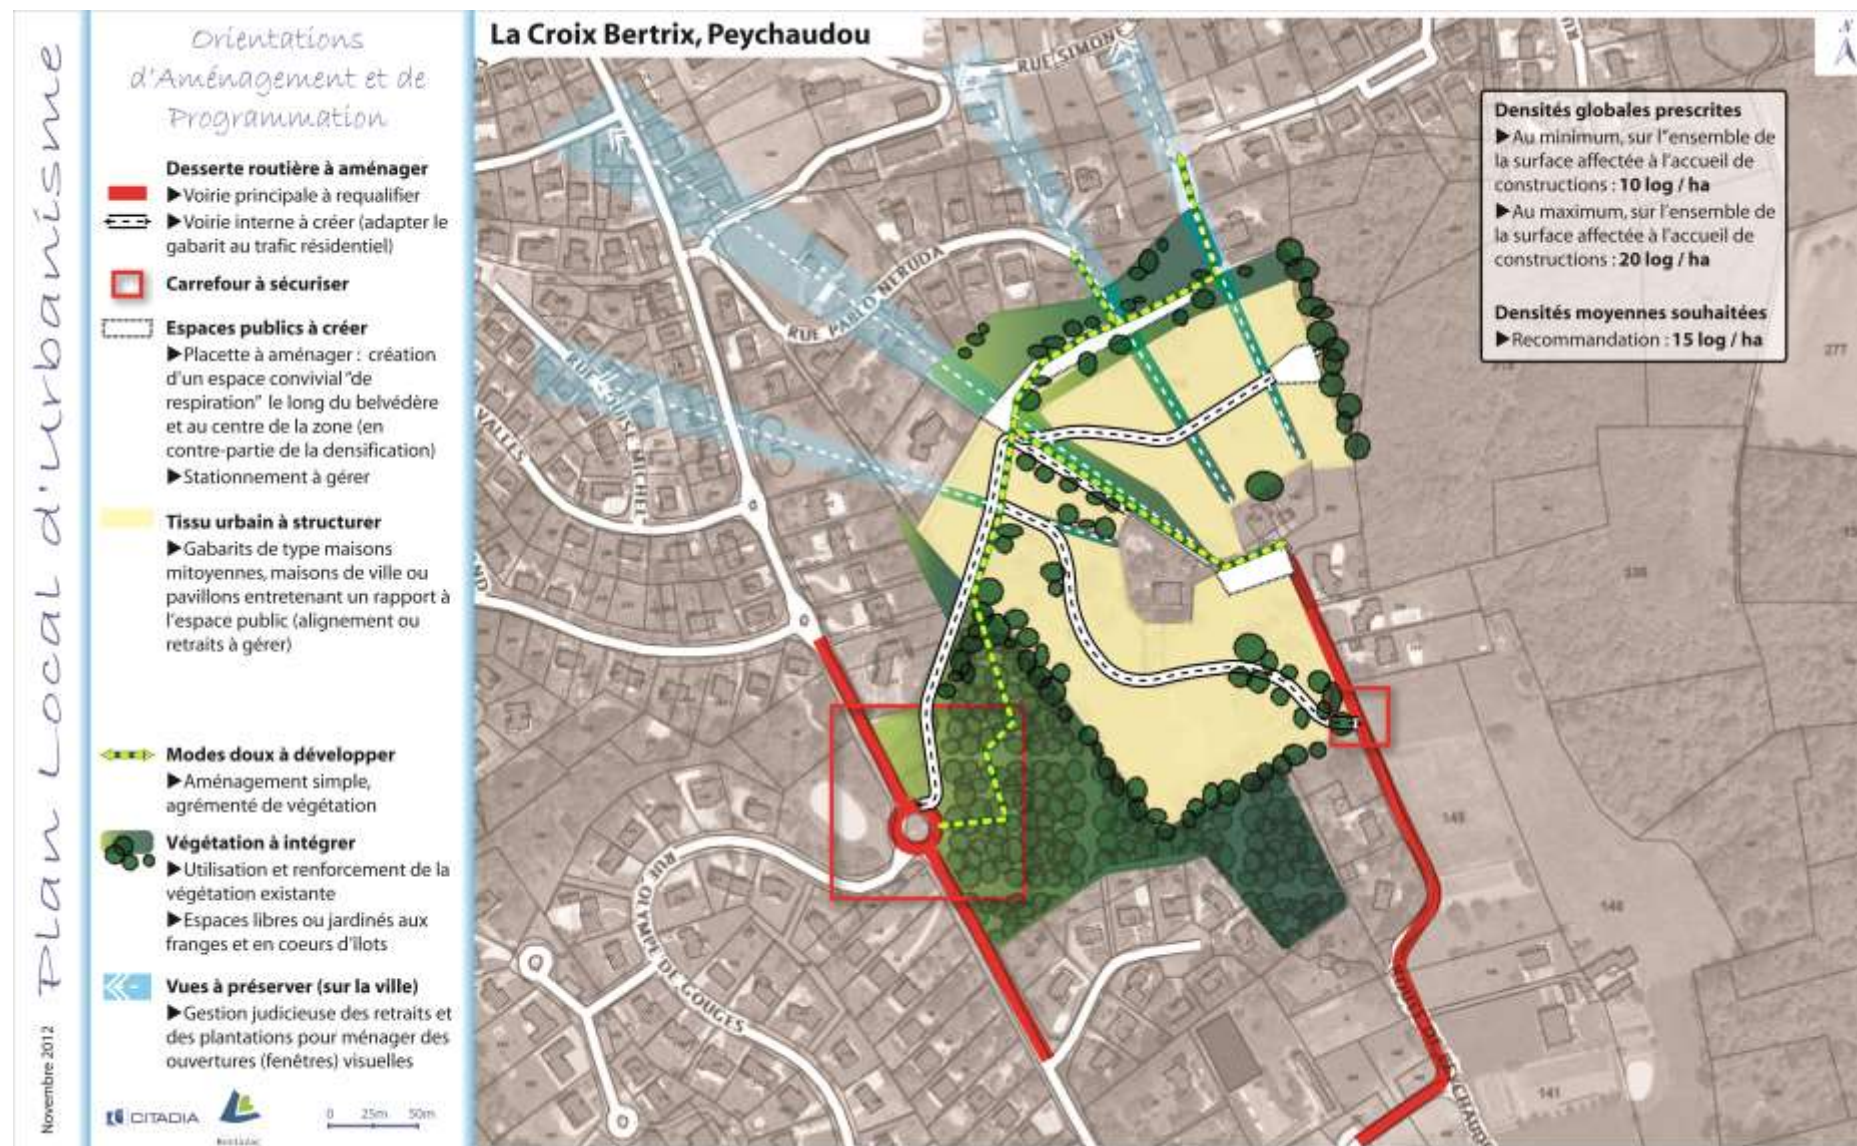 Plan Local d'Urbanisme
Novembre 2012
Orientations
d'Aménagement et de
Programmation
Desserte routière à aménager
▶Voirie principale à requalifier
▶Voirie interne à créer (adapter le
gabarit au trafic résidentiel)
Carrefour à sécuriser
Espaces publics à créer
▶Placette à aménager : création
d'un espace convivial "de
respiration" le long du belvédère
et au centre de la zone (en
contre-partie de la densification)
▶Stationnement à gérer
Tissu urbain à structurer
▶Gabarits de type maisons
mitoyennes, maisons de ville ou
pavillons entretenant un rapport à
l'espace public (alignement ou
retraits à gérer)
Modes doux à développer
▶Aménagement simple,
agrémenté de végétation
Végétation à intégrer
▶Utilisation et renforcement de la
végétation existante
▶Espaces libres ou jardinés aux
franges et en coeurs d'îlots
Vues à préserver (sur la ville)
▶Gestion judicieuse des retraits et
des plantations pour ménager des
ouvertures (fenêtres) visuelles
CITADIA
0 25m 50m
La Croix Bertrix, Peychaudou
N
Densités globales prescrites
▶Au minimum, sur l"ensemble de
la surface affectée à l'accueil de
constructions : 10 log / ha
▶Au maximum, sur l'ensemble de
la surface affectée à l'accueil de
constructions : 20 log / ha
Densités moyennes souhaitées
▶Recommandation : 15 log / ha
RUE SIMONE
RU
RUE PABLO NERUDA
RUE LOUISE MICHEL
VALLES
RUE OLYMPE DE GOUGES
277
145
140
141